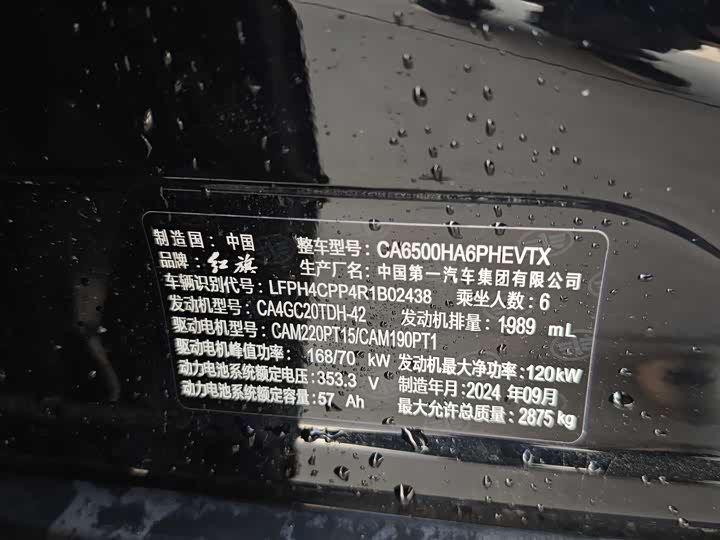 制造国：中国 整车型号：CA6500HA6PHEVTX
品牌：红旗 生产厂名：中国第一汽车集团有限公司
车辆识别代号：LFPH4CPP4R1B02438 乘坐人数：6
发动机型号：CA4GC20TDH-42 发动机排量：1989 mL
驱动电机型号：CAM220PT15/CAM190PT1
驱动电机峰值功率：168/70 kW 发动机最大净功率：120kW
动力电池系统额定电压：353.3 V 制造年月：2024 年09月
动力电池系统额定容量：57 Ah 最大允许总质量：2875kg